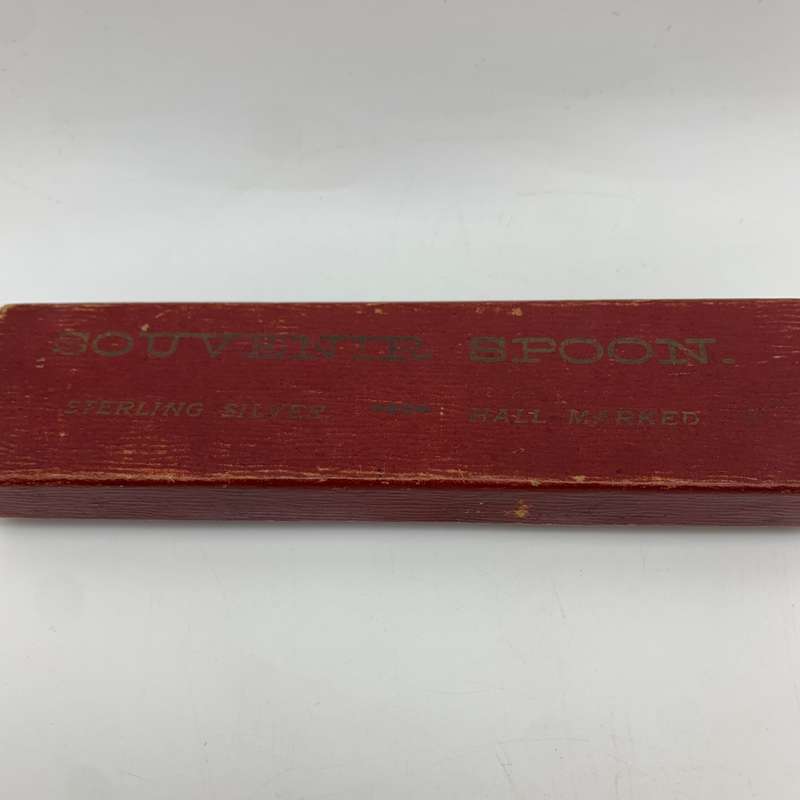 SOUVENIR SPOON.
STERLING SILVER HALL MARKED